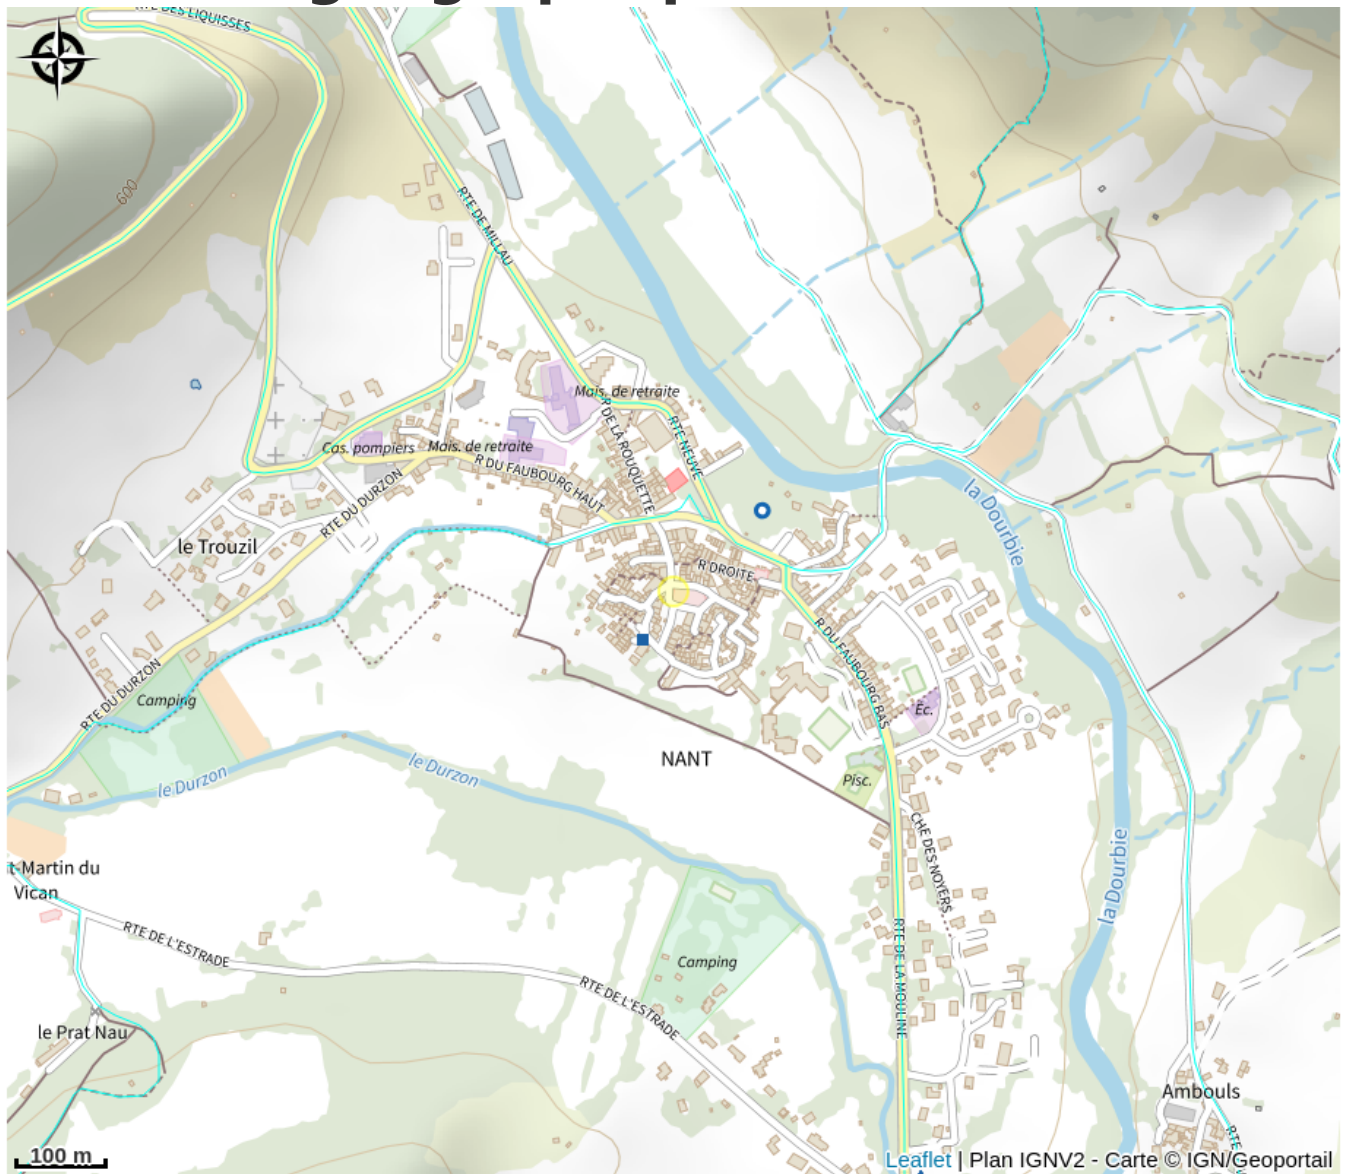 RTE DES LIQUISSES
600
RTE DE MILLAU
Mais. de retraite
R DE LA ROUQUETTE
RTE NEUVE
Cas. pompiers
Mais. de retraite
R DU FAUBOURG HAUT
RTE DU DURZON
la Dourbie
le Trouzil
R DROITE
R DU FAUBOURG BAS
RTE DU DURZON
Camping
Éc.
NANT
le Durzon
le Durzon
Pisc.
CHE DES NOYERS
la Dourbie
t-Martin du
Vican
RTE DE L'ESTRADE
RTE DE LA MOULINE
Camping
RTE DE L'ESTRADE
le Prat Nau
Ambouls
RTE
100 m
Leaflet | Plan IGNV2 - Carte © IGN/Geoportail